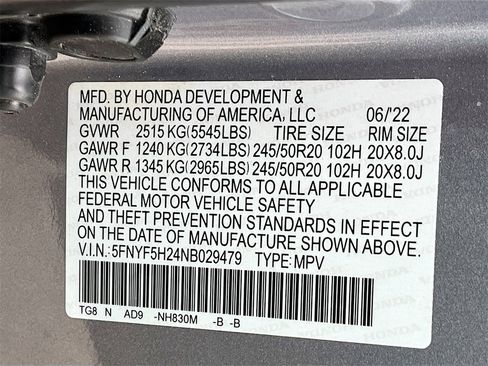 MFD. BY HONDA DEVELOPMENT &
MANUFACTURING OF AMERICA, LLC 06/'22
GVWR 2515 KG(5545LBS) TIRE SIZE RIM SIZE
GAWR F 1240 KG(2734LBS) 245/50R20 102H 20X8.0J
GAWR R 1345 KG(2965LBS) 245/50R20 102H 20X8.0J
THIS VEHICLE CONFORMS TO ALL APPLICABLE
FEDERAL MOTOR VEHICLE SAFETY
AND THEFT PREVENTION STANDARDS IN EFFECT
ON THE DATE OF MANUFACTURE SHOWN ABOVE.
V.I.N.: 5FNYF5H24NB029479 TYPE: MPV
TG8 N AD9 -NH830M -B -B